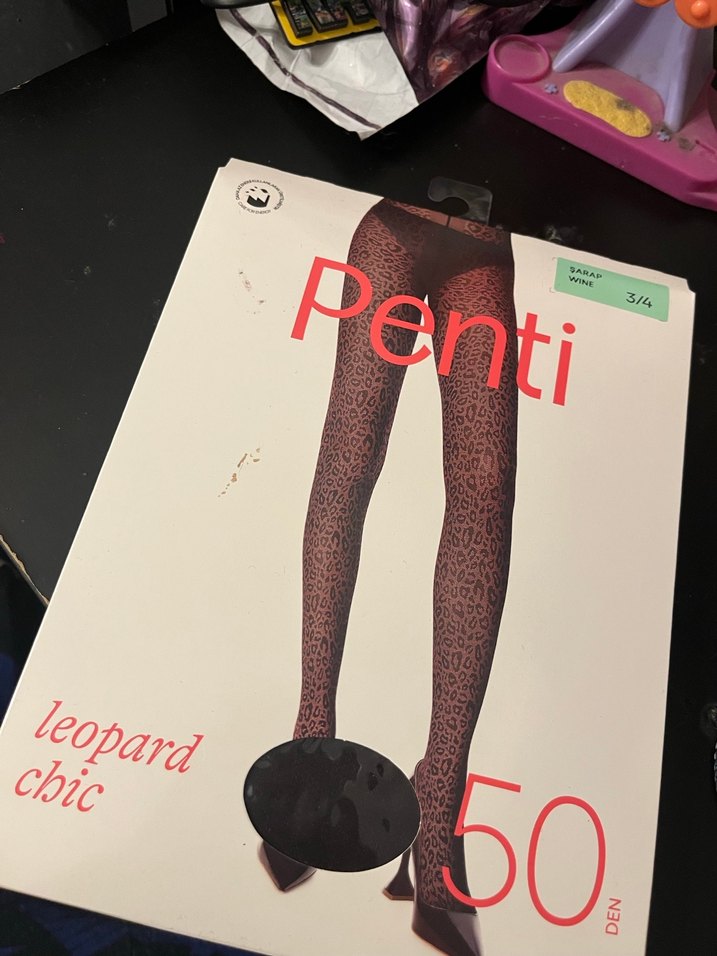 ŞARAP
WINE
3/4
Penti
leopard
chic
50
DEN